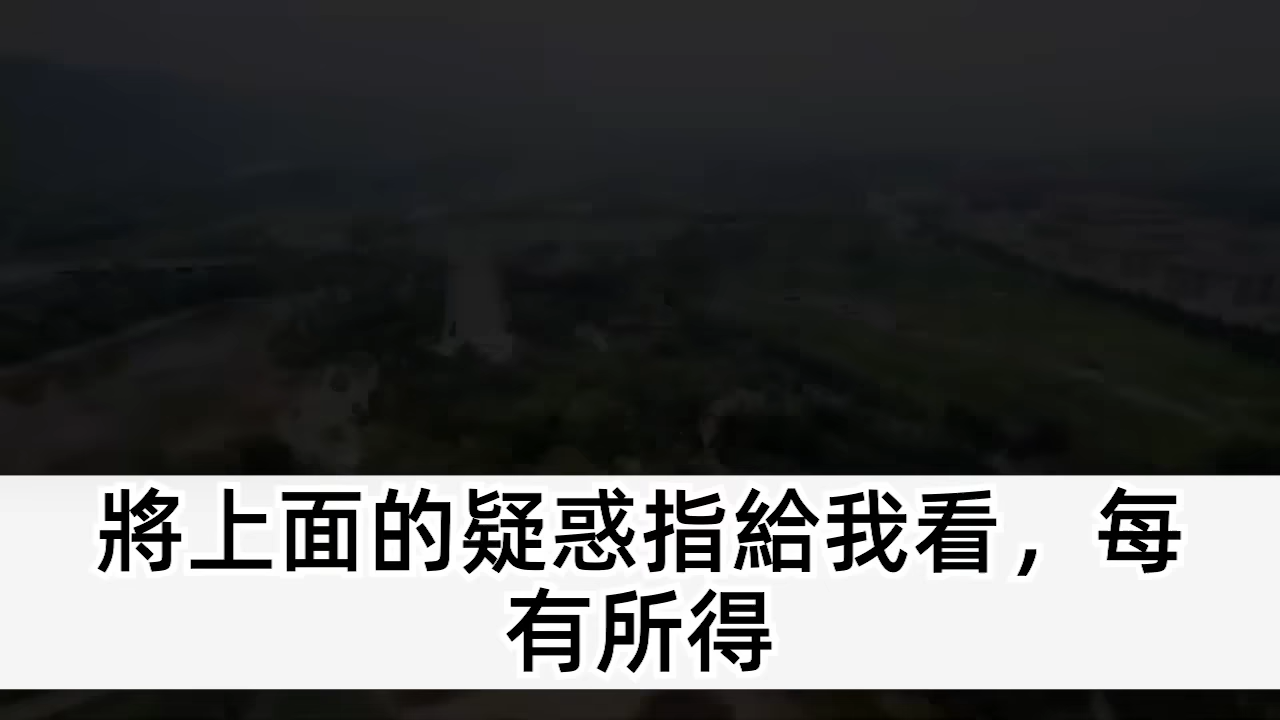 將上面的疑惑指給我看，每
有所得